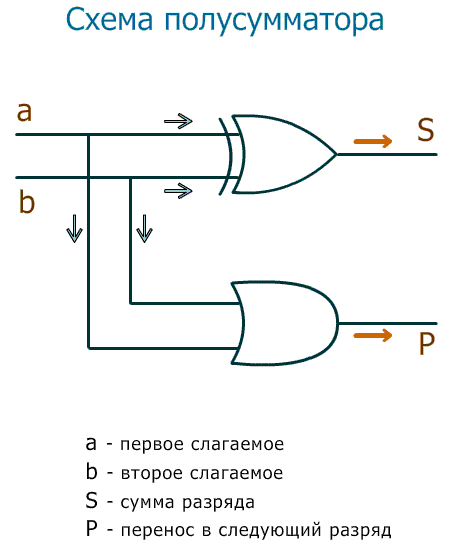 Схема полусумматора
a
S
b
P
a - первое слагаемое
b - второе слагаемое
S - сумма разряда
P - перенос в следующий разряд